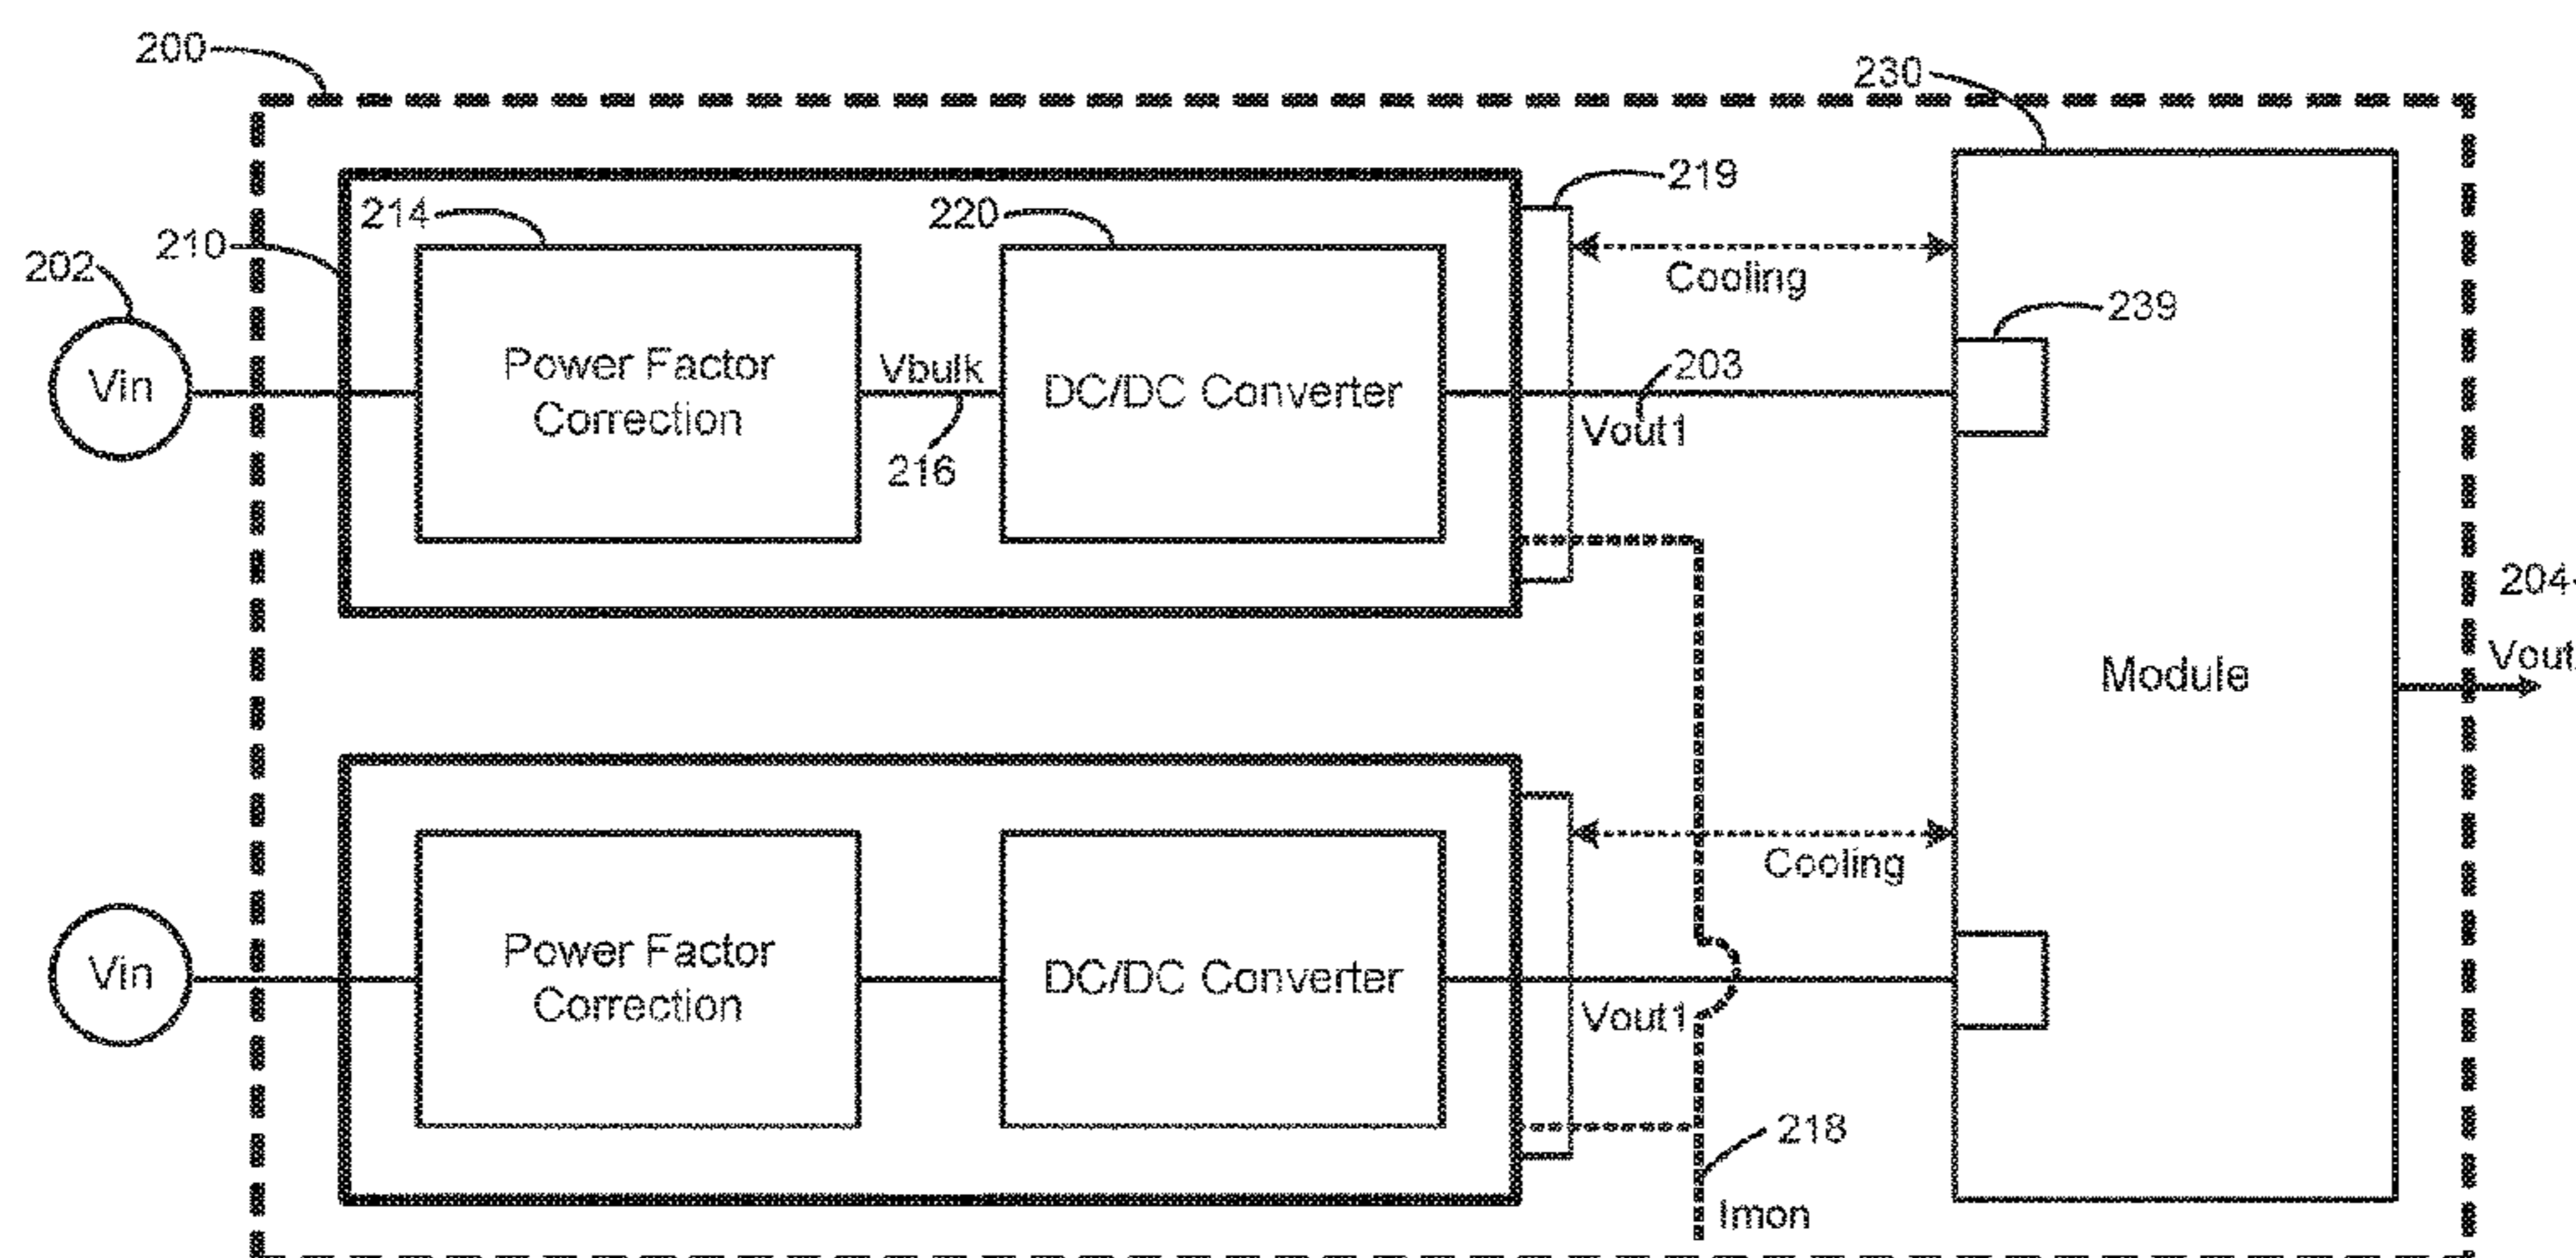 200
230
219
214
220
210
202
Cooling
239
Vin
Power Factor
Correction
Vbulk
216
DC/DC Converter
203
Vout1
204
Vout
Module
Cooling
Vin
Power Factor
Correction
DC/DC Converter
Vout1
218
Imon